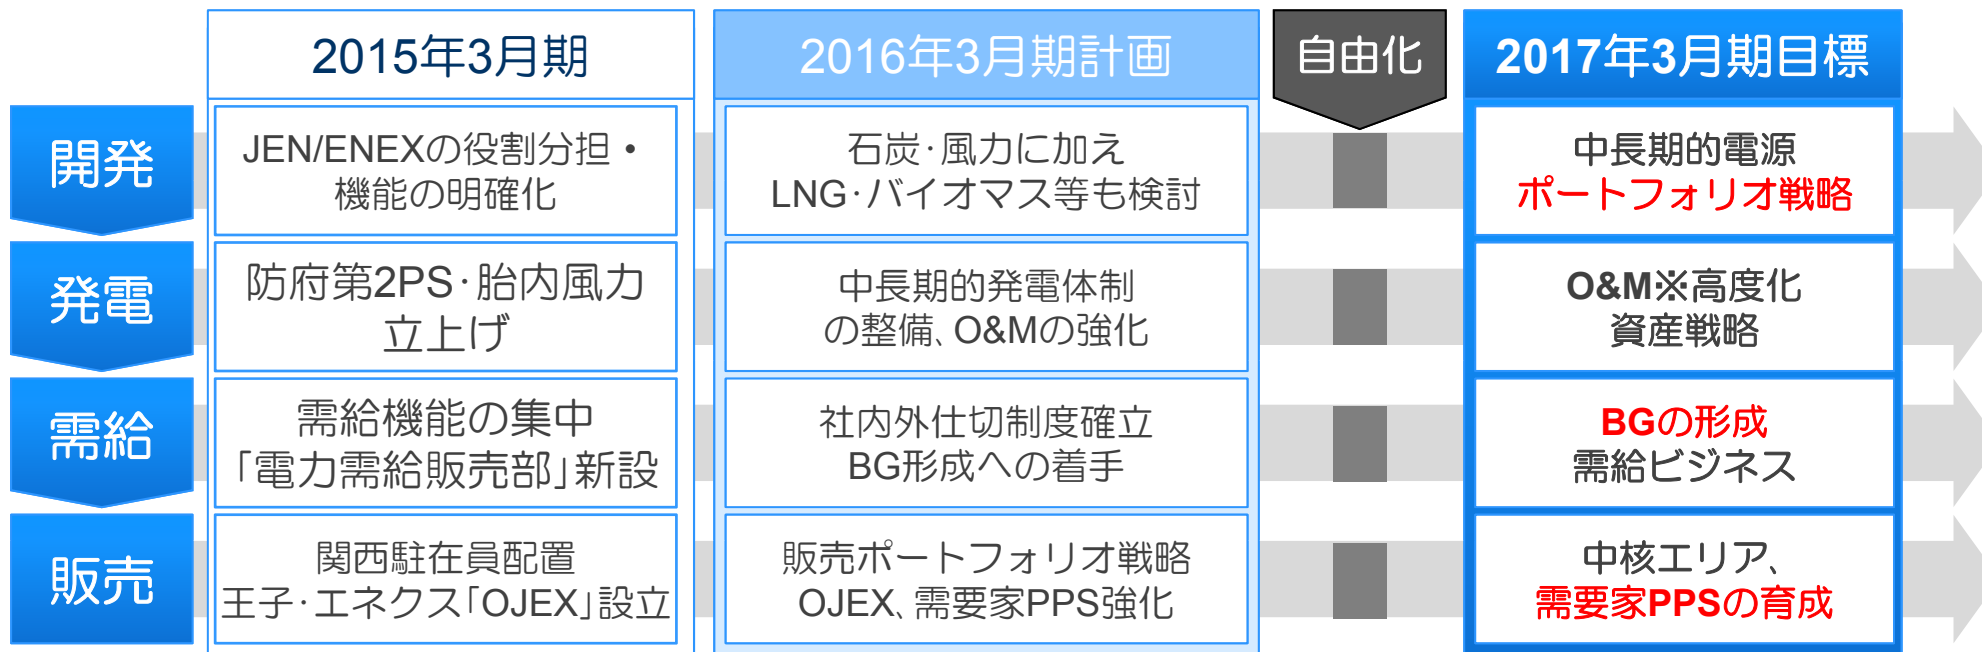 2015年3月期
2016年3月期計画
自由化
2017年3月期目標
開発
JEN/ENEXの役割分担・
機能の明確化
石炭･風力に加え
LNG･バイオマス等も検討
中長期的電源
ポートフォリオ戦略
発電
防府第2PS･胎内風力
立上げ
中長期的発電体制
の整備､O&Mの強化
O&M※高度化
資産戦略
需給
需給機能の集中
｢電力需給販売部｣新設
社内外仕切制度確立
BG形成への着手
BGの形成
需給ビジネス
販売
関西駐在員配置
王子･エネクス｢OJEX｣設立
販売ポートフォリオ戦略
OJEX､需要家PPS強化
中核エリア､
需要家PPSの育成